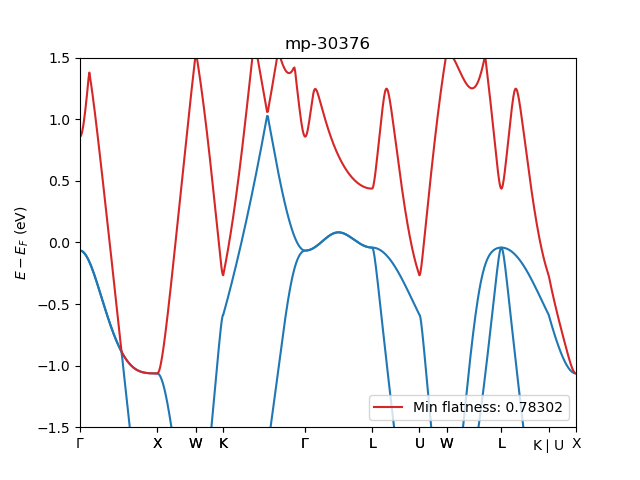 mp-30376
E − E_F (eV)
1.5
1.0
0.5
0.0
−0.5
−1.0
−1.5
Min flatness: 0.78302
Γ X W K Γ L U W L K | U X